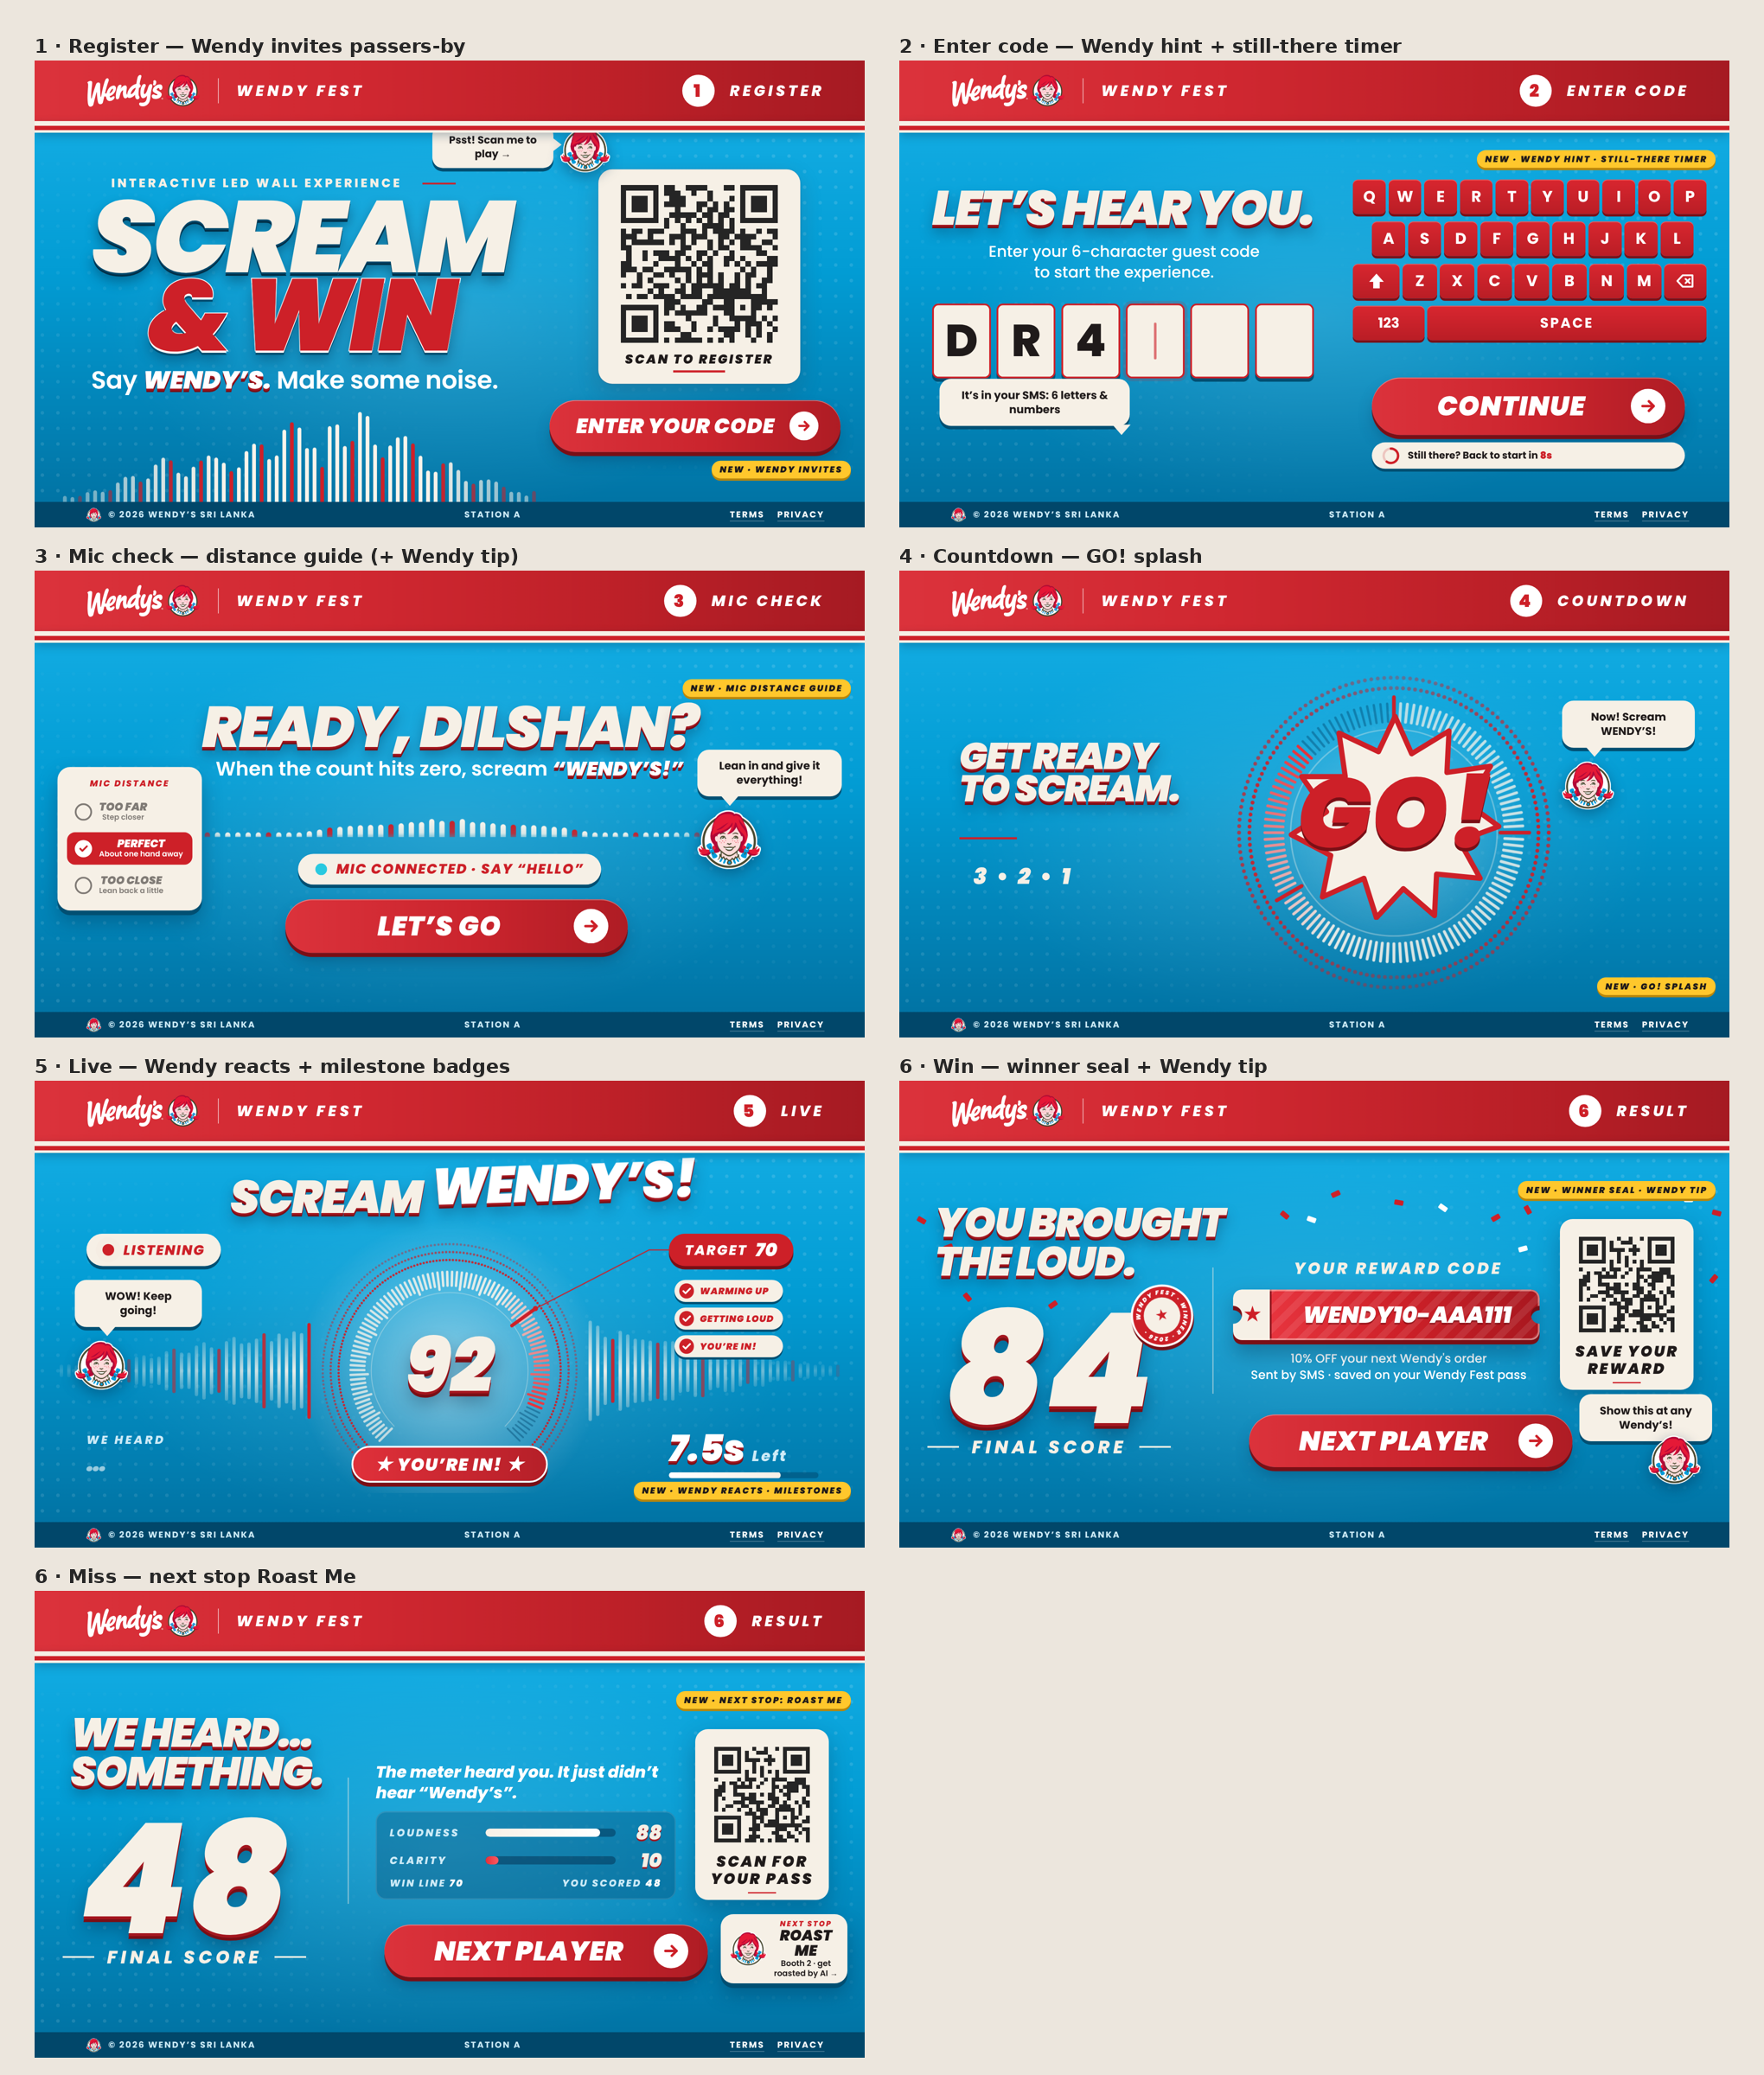 1 · Register — Wendy invites passers-by
Wendy's
WENDY FEST
1 REGISTER
Psst! Scan me to
play →
INTERACTIVE LED WALL EXPERIENCE
SCREAM
& WIN
Say WENDY'S. Make some noise.
SCAN TO REGISTER
ENTER YOUR CODE
NEW · WENDY INVITES
© 2026 WENDY'S SRI LANKA
STATION A
TERMS PRIVACY
2 · Enter code — Wendy hint + still-there timer
Wendy's
WENDY FEST
2 ENTER CODE
NEW · WENDY HINT · STILL-THERE TIMER
LET'S HEAR YOU.
Enter your 6-character guest code
to start the experience.
D R 4
It's in your SMS: 6 letters &
numbers
Q W E R T Y U I O P
A S D F G H J K L
Z X C V B N M
123 SPACE
CONTINUE
Still there? Back to start in 8s
© 2026 WENDY'S SRI LANKA
STATION A
TERMS PRIVACY
3 · Mic check — distance guide (+ Wendy tip)
Wendy's
WENDY FEST
3 MIC CHECK
NEW · MIC DISTANCE GUIDE
READY, DILSHAN?
When the count hits zero, scream “WENDY'S!”
MIC DISTANCE
TOO FAR
Step closer
PERFECT
About one hand away
TOO CLOSE
Lean back a little
Lean in and give it
everything!
MIC CONNECTED · SAY “HELLO”
LET'S GO
© 2026 WENDY'S SRI LANKA
STATION A
TERMS PRIVACY
4 · Countdown — GO! splash
Wendy's
WENDY FEST
4 COUNTDOWN
GET READY
TO SCREAM.
3 • 2 • 1
GO!
Now! Scream
WENDY'S!
NEW · GO! SPLASH
© 2026 WENDY'S SRI LANKA
STATION A
TERMS PRIVACY
5 · Live — Wendy reacts + milestone badges
Wendy's
WENDY FEST
5 LIVE
SCREAM WENDY'S!
LISTENING
WOW! Keep
going!
WE HEARD
•••
92
★ YOU'RE IN! ★
TARGET 70
WARMING UP
GETTING LOUD
YOU'RE IN!
7.5s Left
NEW · WENDY REACTS · MILESTONES
© 2026 WENDY'S SRI LANKA
STATION A
TERMS PRIVACY
6 · Win — winner seal + Wendy tip
Wendy's
WENDY FEST
6 RESULT
NEW · WINNER SEAL · WENDY TIP
YOU BROUGHT
THE LOUD.
84
WENDY FEST · WINNER · 2026 ·
FINAL SCORE
YOUR REWARD CODE
WENDY10-AAA111
10% OFF your next Wendy's order
Sent by SMS · saved on your Wendy Fest pass
NEXT PLAYER
SAVE YOUR
REWARD
Show this at any
Wendy's!
© 2026 WENDY'S SRI LANKA
STATION A
TERMS PRIVACY
6 · Miss — next stop Roast Me
Wendy's
WENDY FEST
6 RESULT
NEW · NEXT STOP: ROAST ME
WE HEARD...
SOMETHING.
48
FINAL SCORE
The meter heard you. It just didn't
hear “Wendy's”.
LOUDNESS 88
CLARITY 10
WIN LINE 70 YOU SCORED 48
NEXT PLAYER
SCAN FOR
YOUR PASS
NEXT STOP
ROAST
ME
Booth 2 · get
roasted by AI →
© 2026 WENDY'S SRI LANKA
STATION A
TERMS PRIVACY